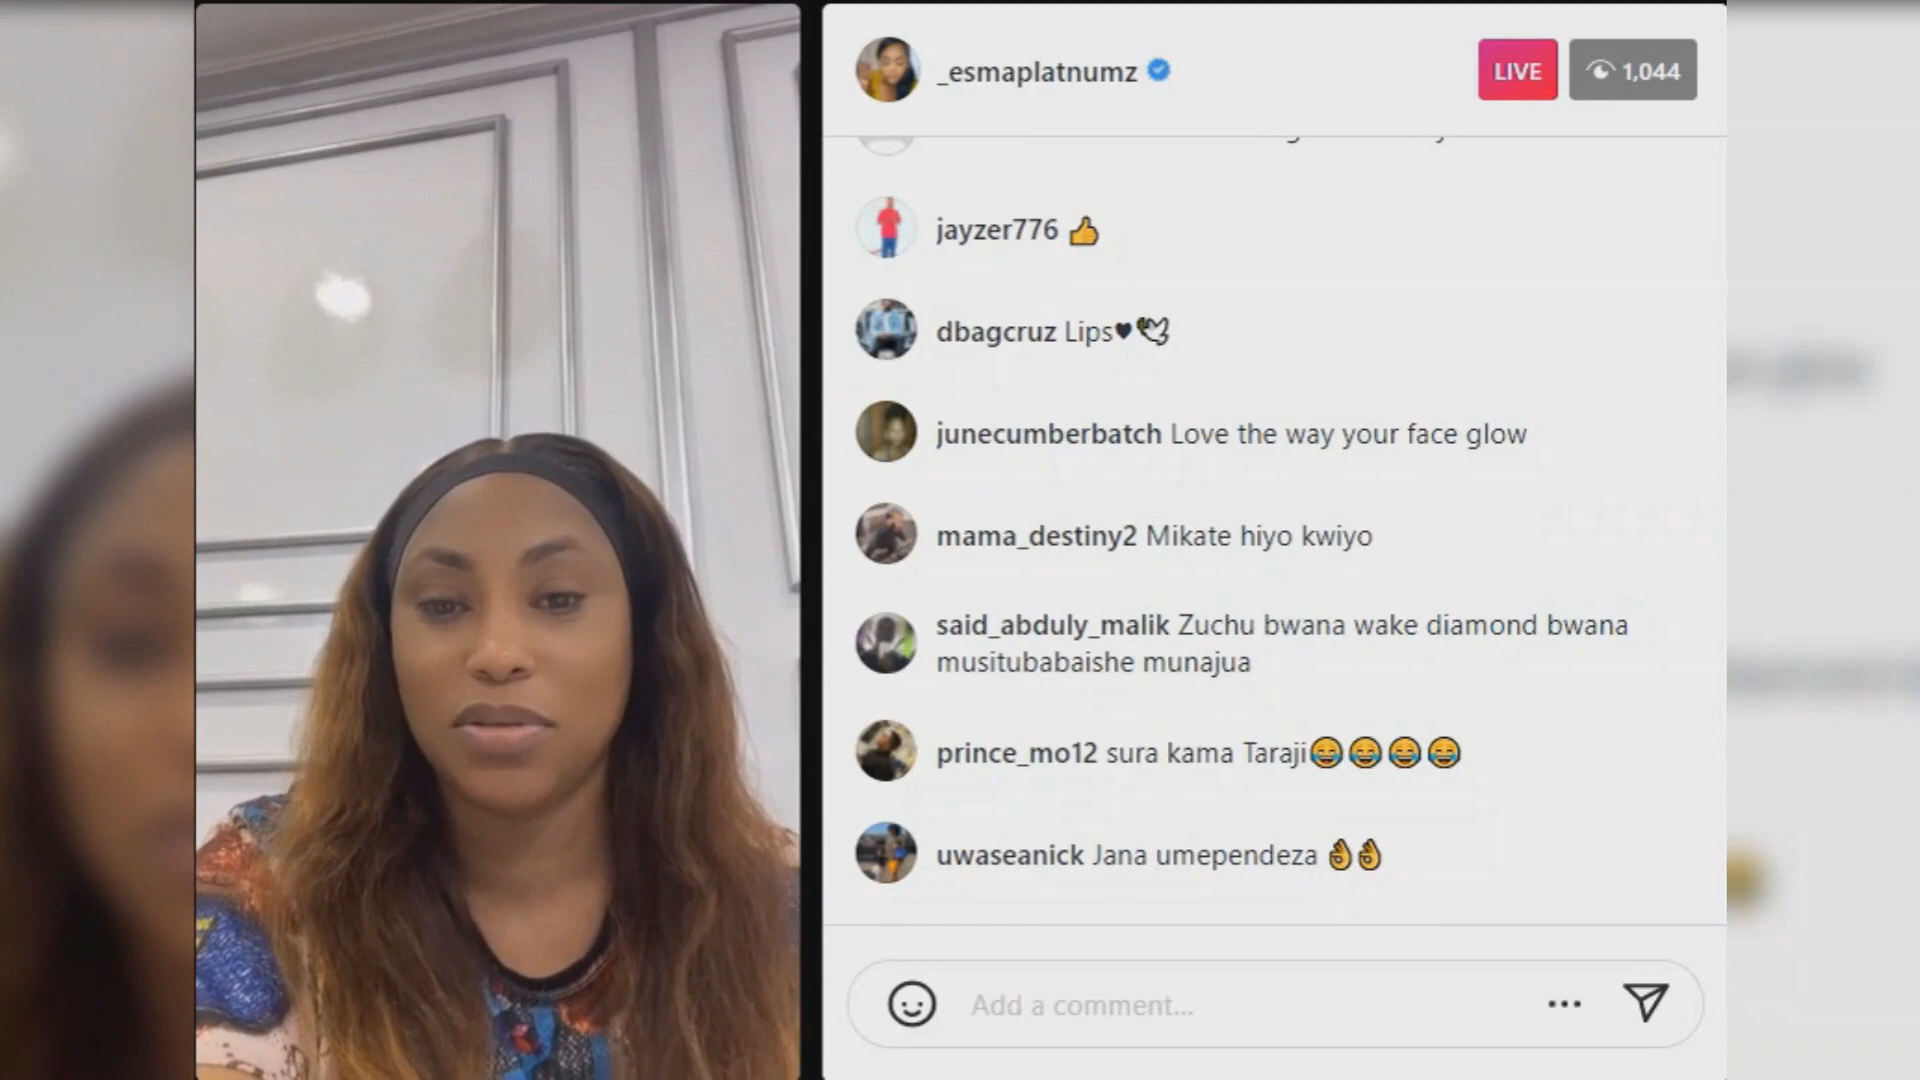 _esmaplatnumz
LIVE 1,044
jayzer776 👍
dbagcruz Lips♥🕊
junecumberbatch Love the way your face glow
mama_destiny2 Mikate hiyo kwiyo
said_abduly_malik Zuchu bwana wake diamond bwana
musitubabaishe munajua
prince_mo12 sura kama Taraji😂😂😂😂
uwaseanick Jana umependeza 👌👌
Add a comment...